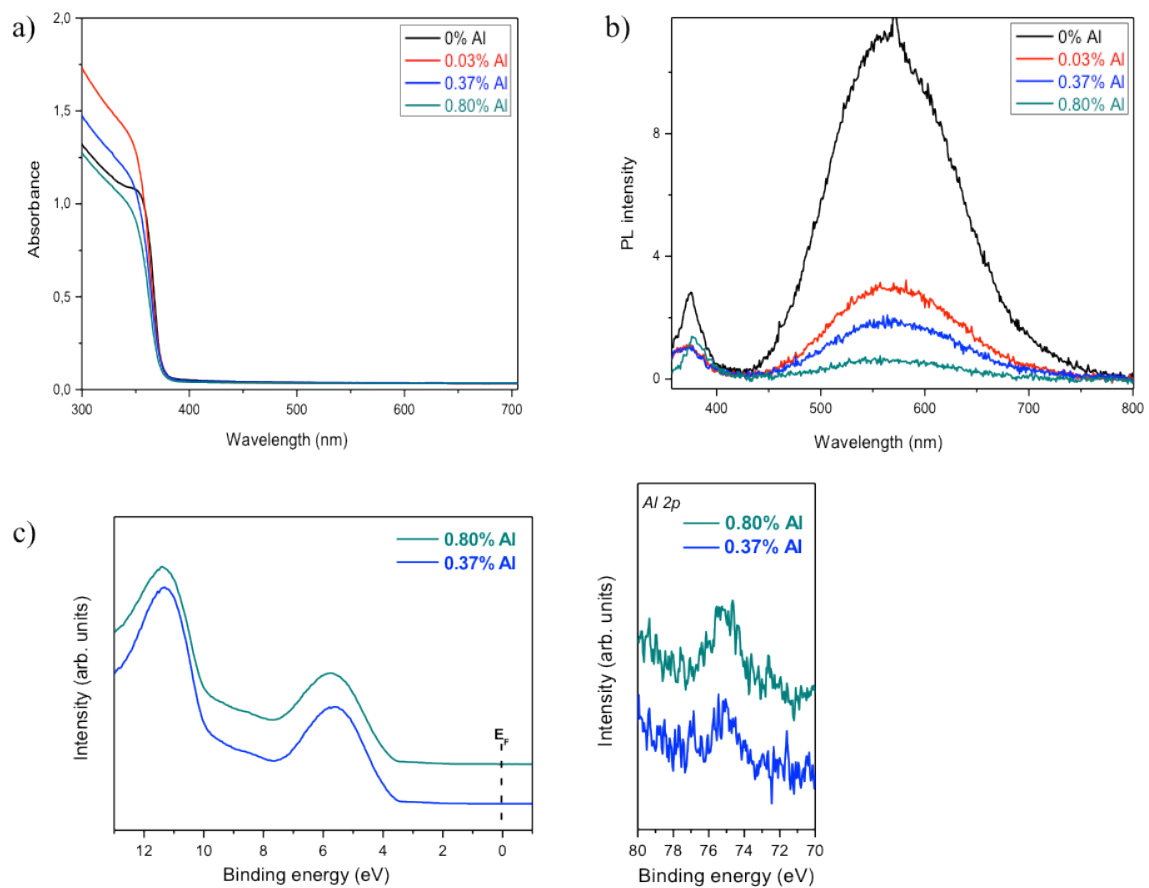 a)
2,0
1,5
1,0
0,5
0,0
Absorbance
300 400 500 600 700
Wavelength (nm)
0% Al
0.03% Al
0.37% Al
0.80% Al
b)
8
4
0
PL intensity
400 500 600 700 800
Wavelength (nm)
0% Al
0.03% Al
0.37% Al
0.80% Al
c)
0.80% Al
0.37% Al
Intensity (arb. units)
EF
12 10 8 6 4 2 0
Binding energy (eV)
Al 2p
0.80% Al
0.37% Al
Intensity (arb. units)
80 78 76 74 72 70
Binding energy (eV)